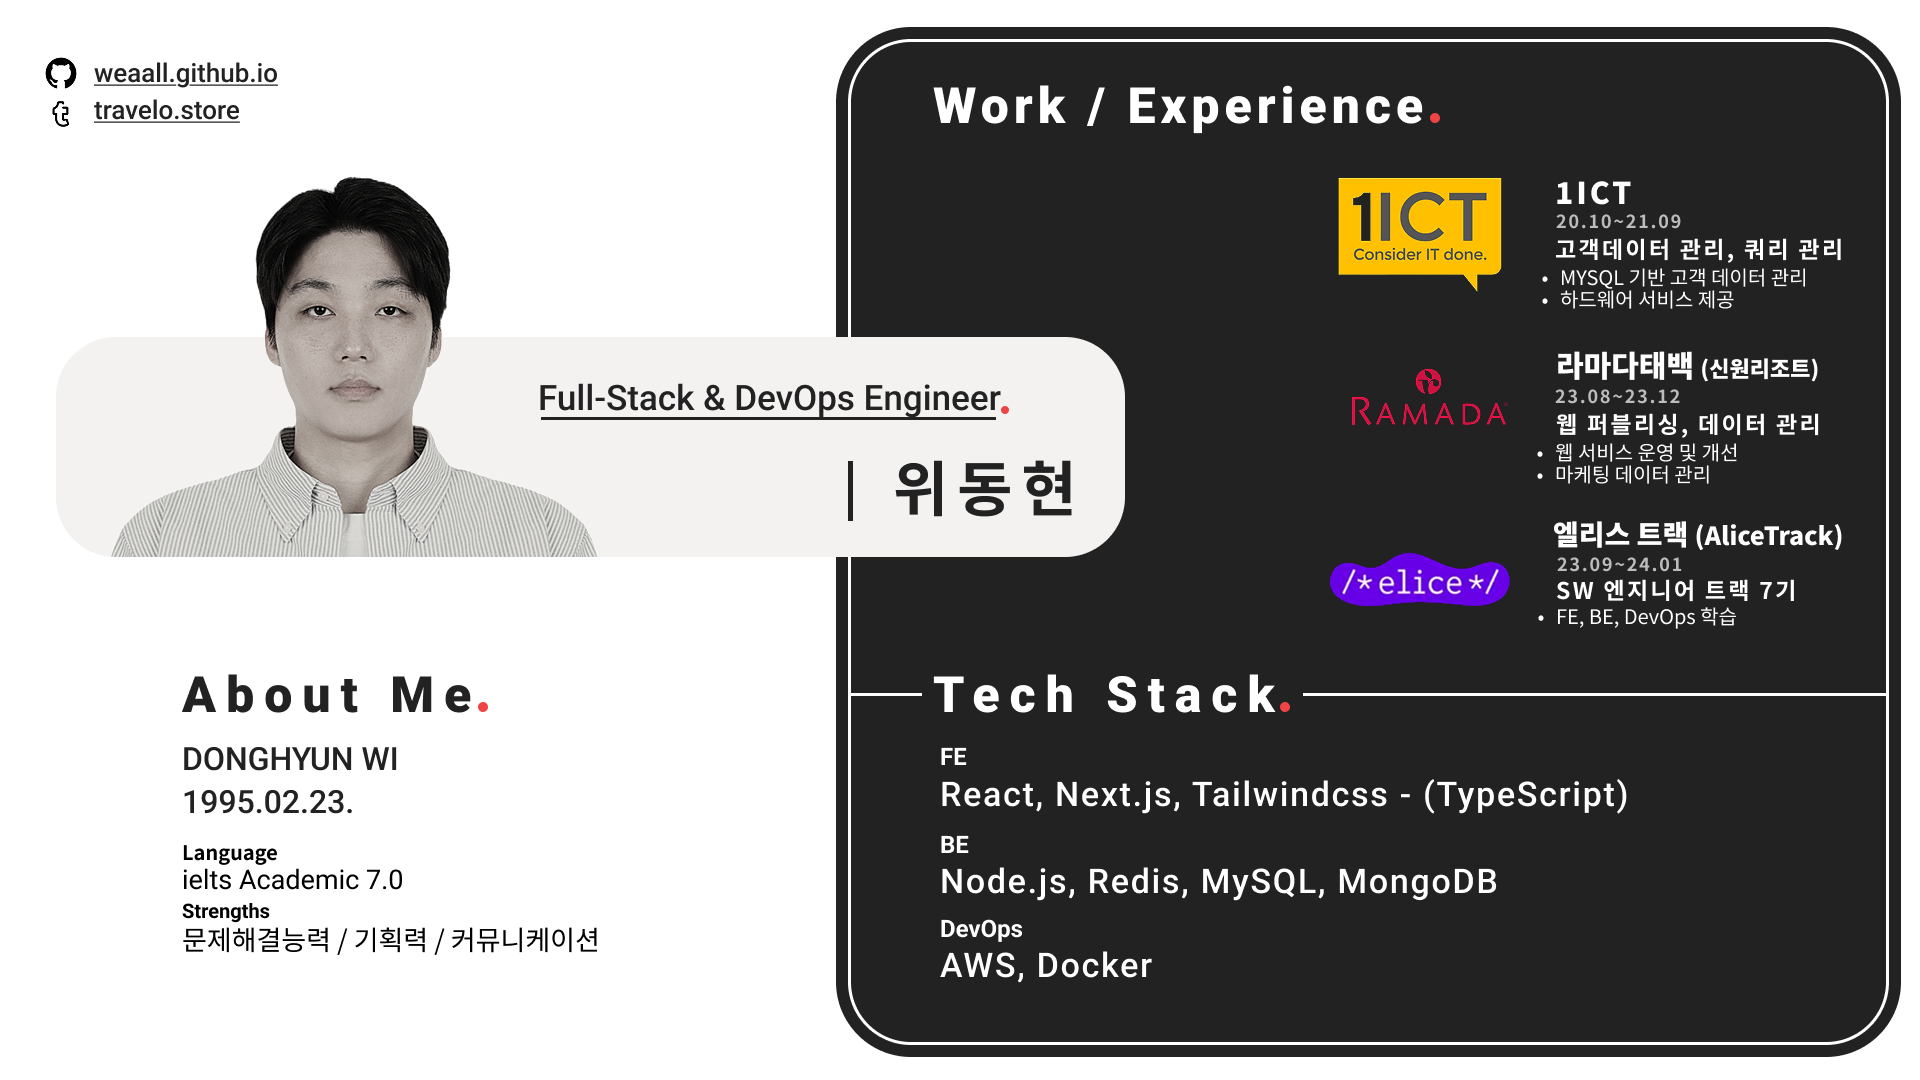 weaall.github.io
travelo.store
Full-Stack & DevOps Engineer.
| 위동현
About Me.
DONGHYUN WI
1995.02.23.
Language
ielts Academic 7.0
Strengths
문제해결능력 / 기획력 / 커뮤니케이션
Work / Experience.
1ICT
Consider IT done.
1ICT
20.10~21.09
고객데이터 관리, 쿼리 관리
• MYSQL 기반 고객 데이터 관리
• 하드웨어 서비스 제공
RAMADA
라마다태백 (신원리조트)
23.08~23.12
웹 퍼블리싱, 데이터 관리
• 웹 서비스 운영 및 개선
• 마케팅 데이터 관리
/*elice*/
엘리스 트랙 (AliceTrack)
23.09~24.01
SW 엔지니어 트랙 7기
• FE, BE, DevOps 학습
Tech Stack.
FE
React, Next.js, Tailwindcss - (TypeScript)
BE
Node.js, Redis, MySQL, MongoDB
DevOps
AWS, Docker